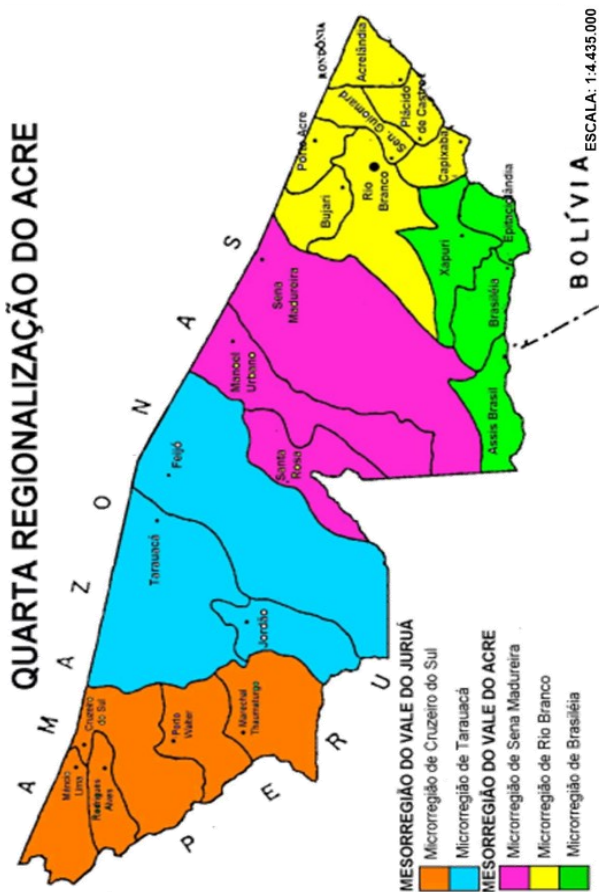 QUARTA REGIONALIZAÇÃO DO ACRE
AMAZONAS
RONDÔNIA
PERU
BOLÍVIA
Mâncio
Lima
Cruzeiro
do Sul
Rodrigues
Alves
Porto
Walter
Marechal
Thaumaturgo
Tarauacá
Feijó
Jordão
Santa
Rosa
Manoel
Urbano
Sena
Madureira
Bujari
Porto Acre
Rio
Branco
Sen. Guiomard
Acrelândia
Plácido
de Castro
Capixaba
Xapuri
Epitaciolândia
Brasiléia
Assis Brasil
MESORREGIÃO DO VALE DO JURUÁ
Microrregião de Cruzeiro do Sul
Microrregião de Tarauacá
MESORREGIÃO DO VALE DO ACRE
Microrregião de Sena Madureira
Microrregião de Rio Branco
Microrregião de Brasiléia
ESCALA: 1:4.435.000